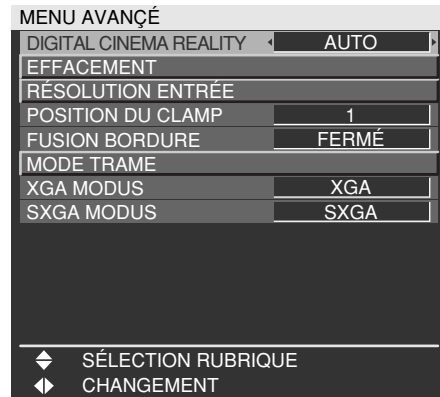 MENU AVANÇÉ
DIGITAL CINEMA REALITY AUTO
EFFACEMENT
RÉSOLUTION ENTRÉE
POSITION DU CLAMP 1
FUSION BORDURE FERMÉ
MODE TRAME
XGA MODUS XGA
SXGA MODUS SXGA
SÉLECTION RUBRIQUE
CHANGEMENT